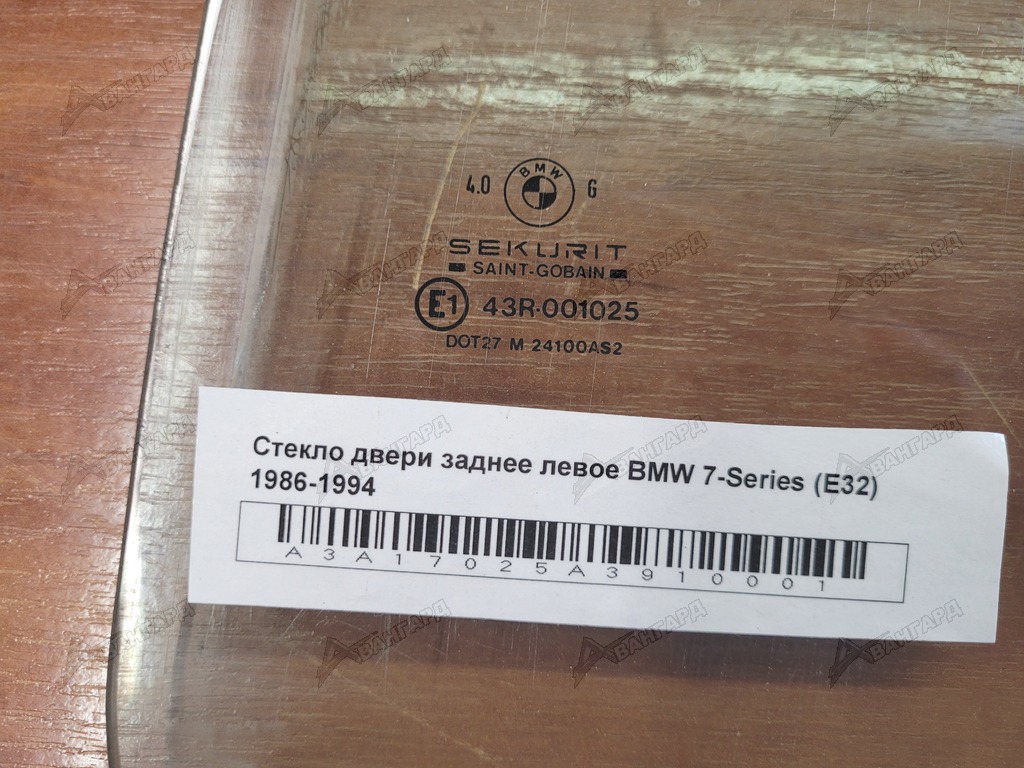 4.0 BMW G
SEKURIT
SAINT-GOBAIN
E1 43R-001025
DOT27 M 24100AS2
Стекло двери заднее левое BMW 7-Series (E32)
1986-1994
A3A17025A3910001
АВАНГАРД